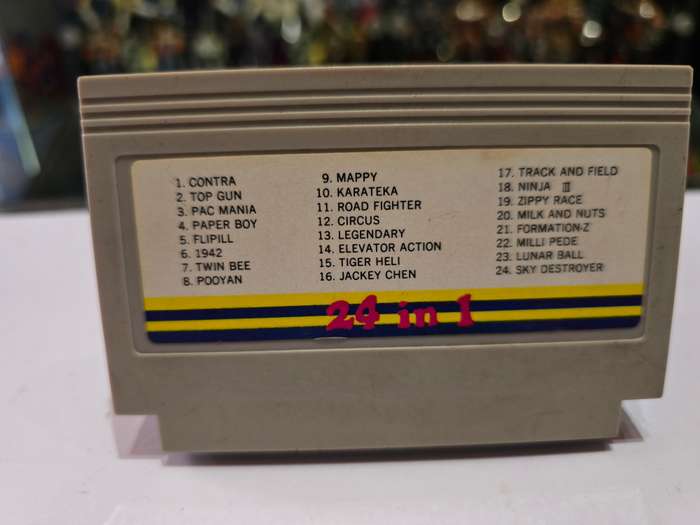 1. CONTRA
2. TOP GUN
3. PAC MANIA
4. PAPER BOY
5. FLIPILL
6. 1942
7. TWIN BEE
8. POOYAN
9. MAPPY
10. KARATEKA
11. ROAD FIGHTER
12. CIRCUS
13. LEGENDARY
14. ELEVATOR ACTION
15. TIGER HELI
16. JACKEY CHEN
17. TRACK AND FIELD
18. NINJA III
19. ZIPPY RACE
20. MILK AND NUTS
21. FORMATION-Z
22. MILLI PEDE
23. LUNAR BALL
24. SKY DESTROYER
24 in 1